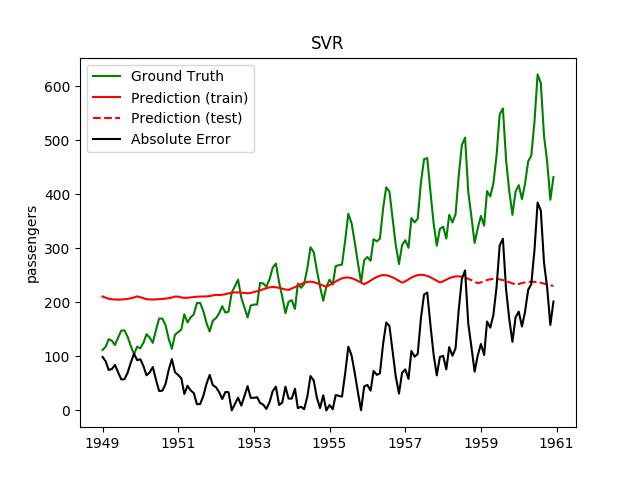 SVR
Ground Truth
Prediction (train)
Prediction (test)
Absolute Error
passengers
600
500
400
300
200
100
0
1949 1951 1953 1955 1957 1959 1961